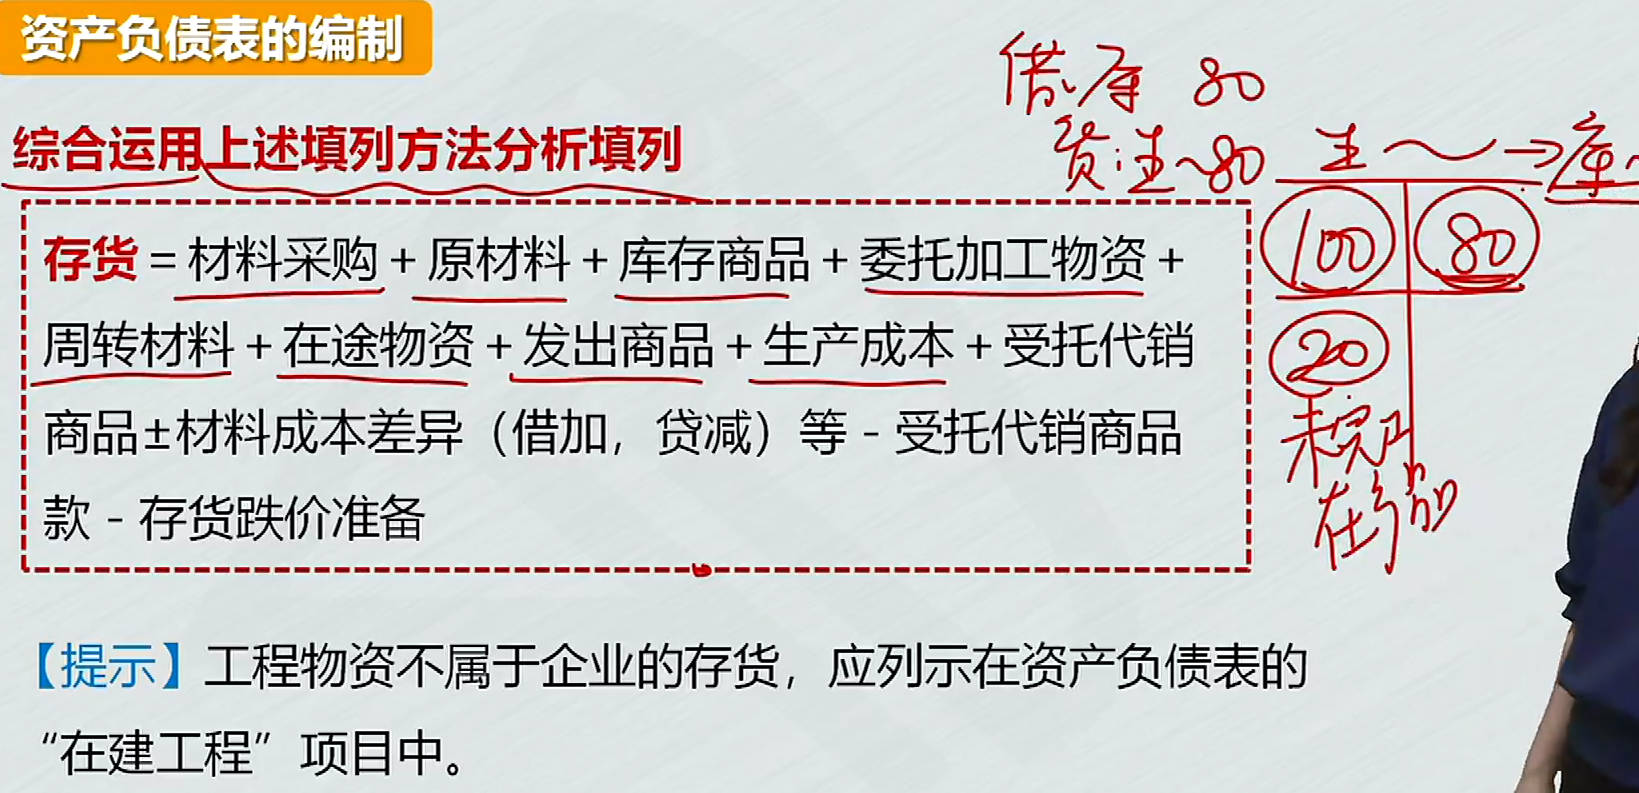 资产负债表的编制
借:库 80
贷:生~80
生~→库~
综合运用上述填列方法分析填列
100 80
20
未完工
在产品
存货=材料采购+原材料+库存商品+委托加工物资+
周转材料+在途物资+发出商品+生产成本+受托代销
商品±材料成本差异（借加，贷减）等-受托代销商品
款-存货跌价准备
【提示】工程物资不属于企业的存货，应列示在资产负债表的
“在建工程”项目中。